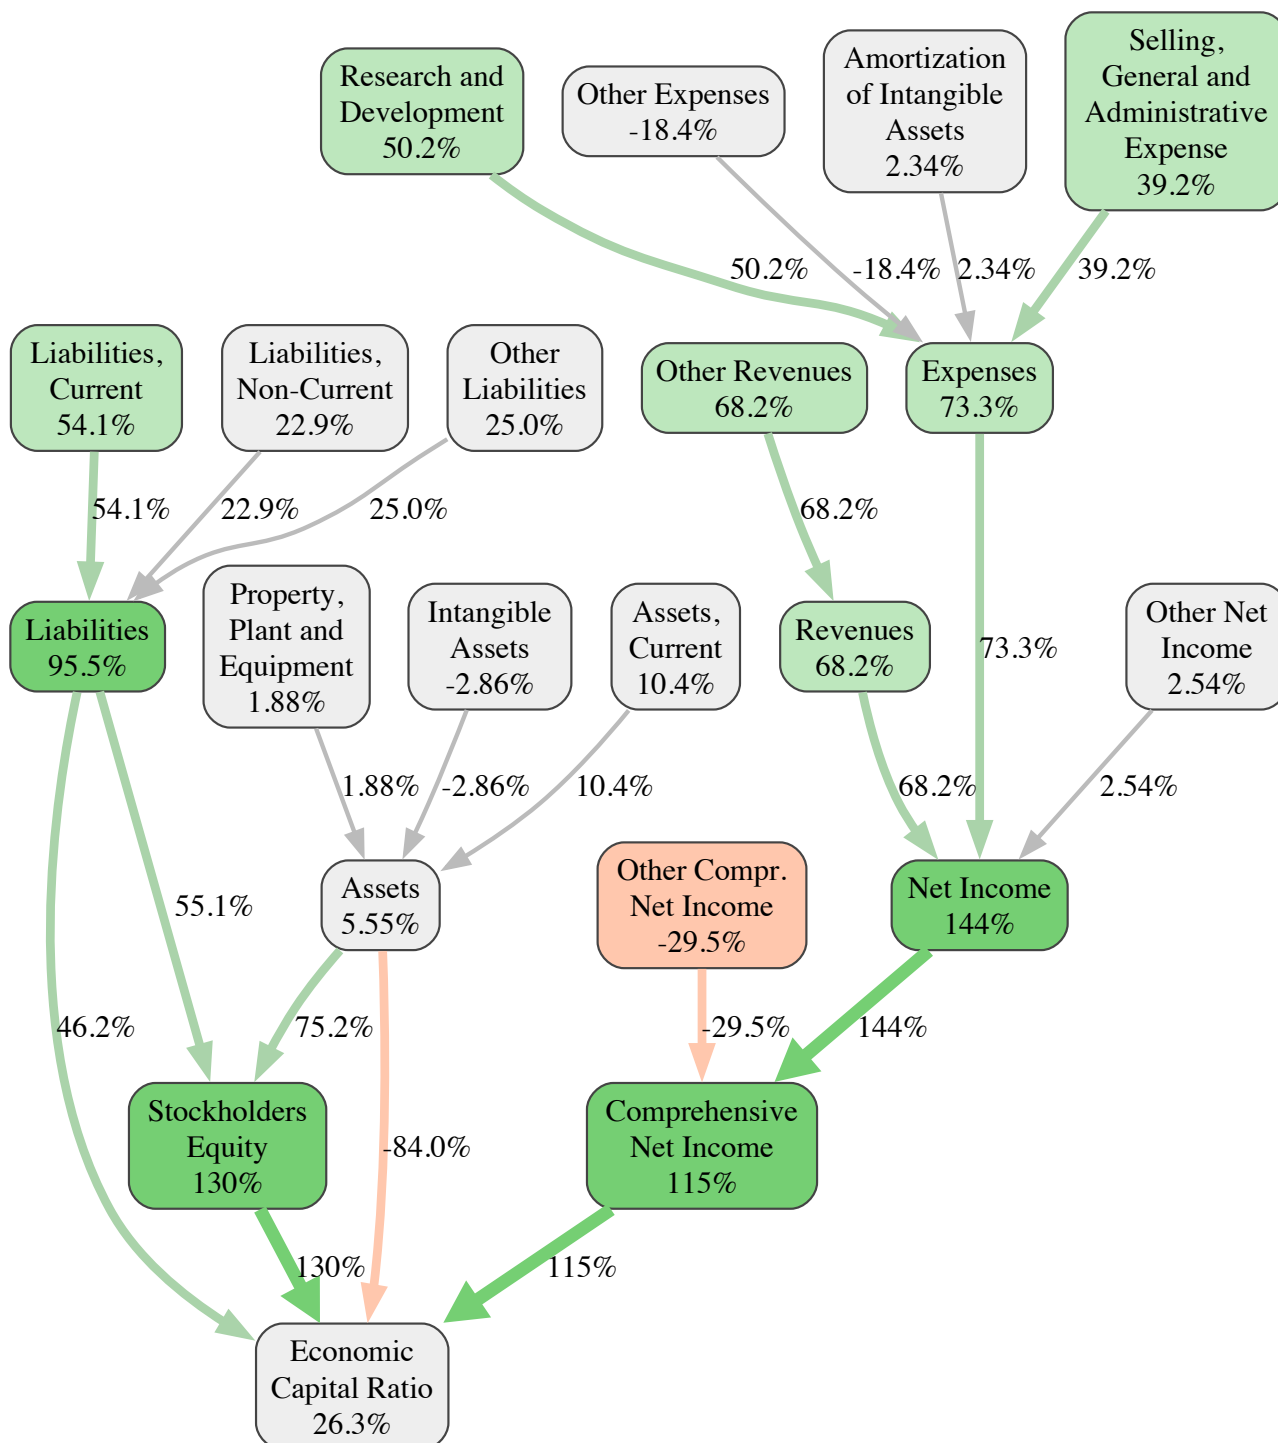 Selling,
General and
Administrative
Expense
39.2%
Amortization
of Intangible
Assets
2.34%
Research and
Development
50.2%
Other Expenses
-18.4%
50.2%
-18.4%
2.34%
39.2%
Liabilities,
Current
54.1%
Liabilities,
Non-Current
22.9%
Other
Liabilities
25.0%
Other Revenues
68.2%
Expenses
73.3%
54.1%
22.9%
25.0%
68.2%
Liabilities
95.5%
Property,
Plant and
Equipment
1.88%
Intangible
Assets
-2.86%
Assets,
Current
10.4%
Revenues
68.2%
73.3%
Other Net
Income
2.54%
1.88%
-2.86%
10.4%
68.2%
2.54%
55.1%
Assets
5.55%
Other Compr.
Net Income
-29.5%
Net Income
144%
46.2%
75.2%
-29.5%
144%
Stockholders
Equity
130%
-84.0%
Comprehensive
Net Income
115%
130%
115%
Economic
Capital Ratio
26.3%